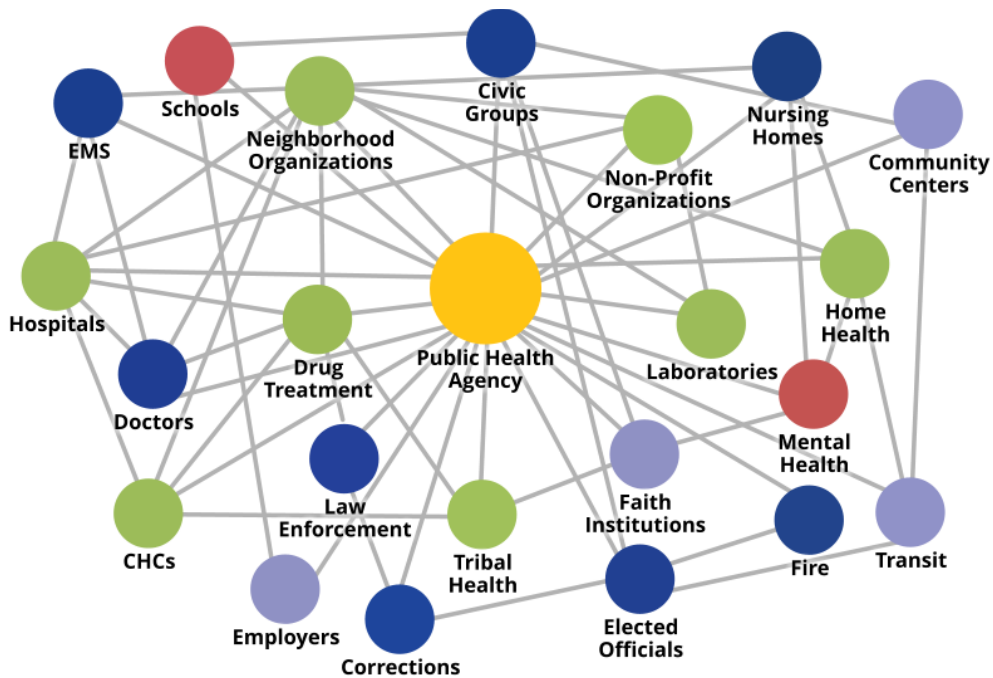 Civic
Groups
Schools
Nursing
Homes
EMS
Neighborhood
Organizations
Community
Centers
Non-Profit
Organizations
Hospitals
Home
Health
Public Health
Agency
Laboratories
Drug
Treatment
Doctors
Mental
Health
Law
Enforcement
Faith
Institutions
CHCs
Tribal
Health
Fire
Transit
Employers
Elected
Officials
Corrections